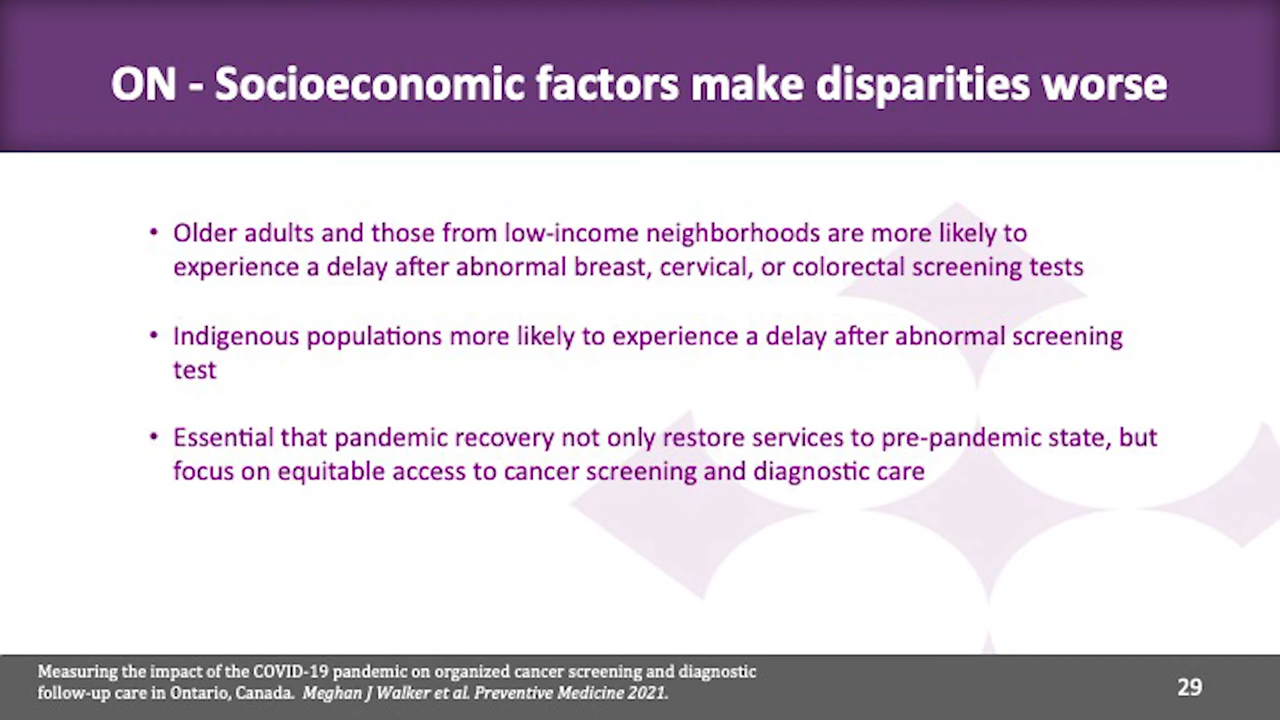 ON - Socioeconomic factors make disparities worse
• Older adults and those from low-income neighborhoods are more likely to
experience a delay after abnormal breast, cervical, or colorectal screening tests
• Indigenous populations more likely to experience a delay after abnormal screening
test
• Essential that pandemic recovery not only restore services to pre-pandemic state, but
focus on equitable access to cancer screening and diagnostic care
Measuring the impact of the COVID-19 pandemic on organized cancer screening and diagnostic
follow-up care in Ontario, Canada. Meghan J Walker et al. Preventive Medicine 2021.
29